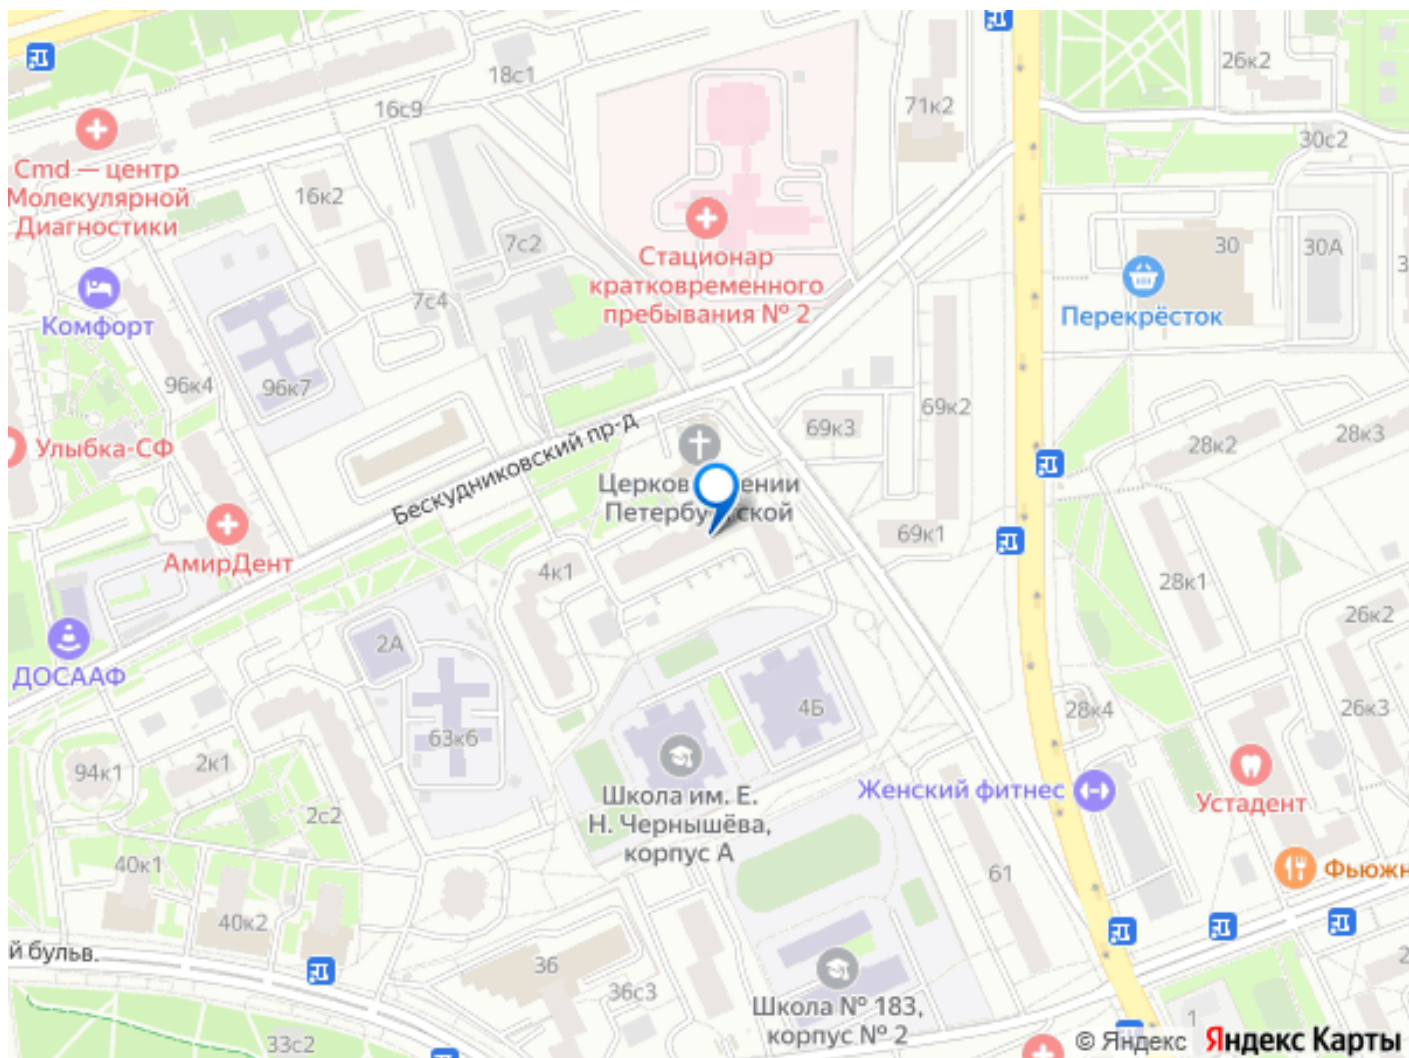 18с1
26к2
16с9
71к2
30с2
Cmd — центр
Молекулярной
Диагностики
16к2
7с2
30
30А
Стационар
кратковременного
пребывания № 2
7с4
Комфорт
Перекрёсток
96к4
96к7
69к2
69к3
28к2
28к3
Улыбка-СФ
Бескудниковский пр-д
69к1
АмирДент
4к1
28к1
26к2
2А
ДОСААФ
4Б
28к4
26к3
63к6
2к1
94к1
Женский фитнес
Устадент
Школа им. Е.
Н. Чернышёва,
корпус А
2с2
40к1
61
Фьюжн
40к2
й бульв.
36
36с3
Школа № 183,
корпус № 2
33с2
1
© Яндекс Яндекс Карты